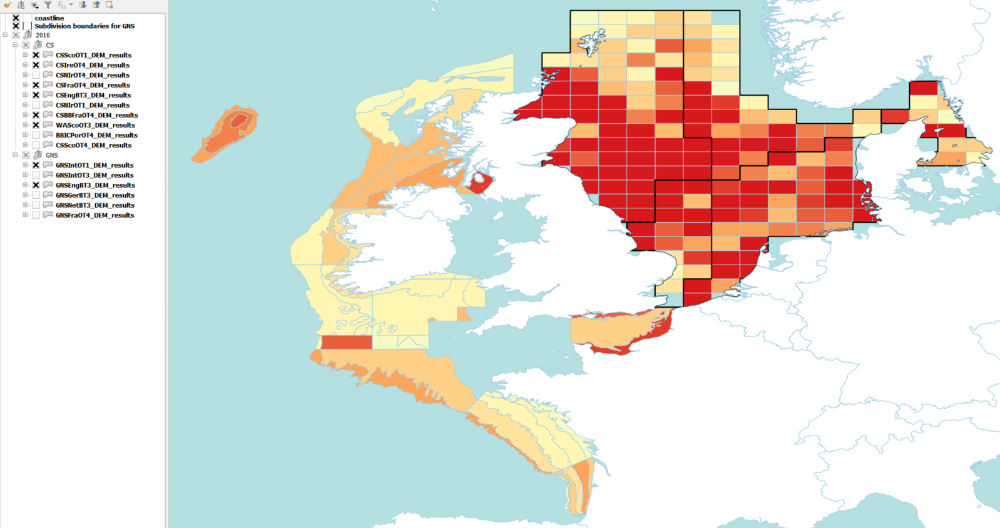 coastline
Subdivision boundaries for GNS
2016
CS
CSScoOT1_DEM_results
CSIreOT4_DEM_results
CSNIrOT4_DEM_results
CSFraOT4_DEM_results
CSEngBT3_DEM_results
CSNIrOT1_DEM_results
CSBBFraOT4_DEM_results
WAScoOT3_DEM_results
BBICPorOT4_DEM_results
CSScoOT4_DEM_results
GNS
GNSIntOT1_DEM_results
GNSIntOT3_DEM_results
GNSEngBT3_DEM_results
GNSGerBT3_DEM_results
GNSNetBT3_DEM_results
GNSFraOT4_DEM_results